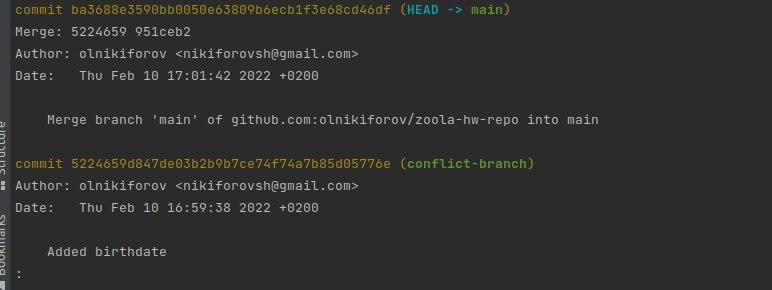 commit ba3688e3590bb0050e63809b6ecb1f3e68cd46df (HEAD -> main)
Merge: 5224659 951ceb2
Author: olnikiforov <nikiforovsh@gmail.com>
Date:   Thu Feb 10 17:01:42 2022 +0200
    Merge branch 'main' of github.com:olnikiforov/zoola-hw-repo into main
commit 5224659d847de03b2b9b7ce74f74a7b85d05776e (conflict-branch)
Author: olnikiforov <nikiforovsh@gmail.com>
Date:   Thu Feb 10 16:59:38 2022 +0200
    Added birthdate
:
Structure
Bookmarks